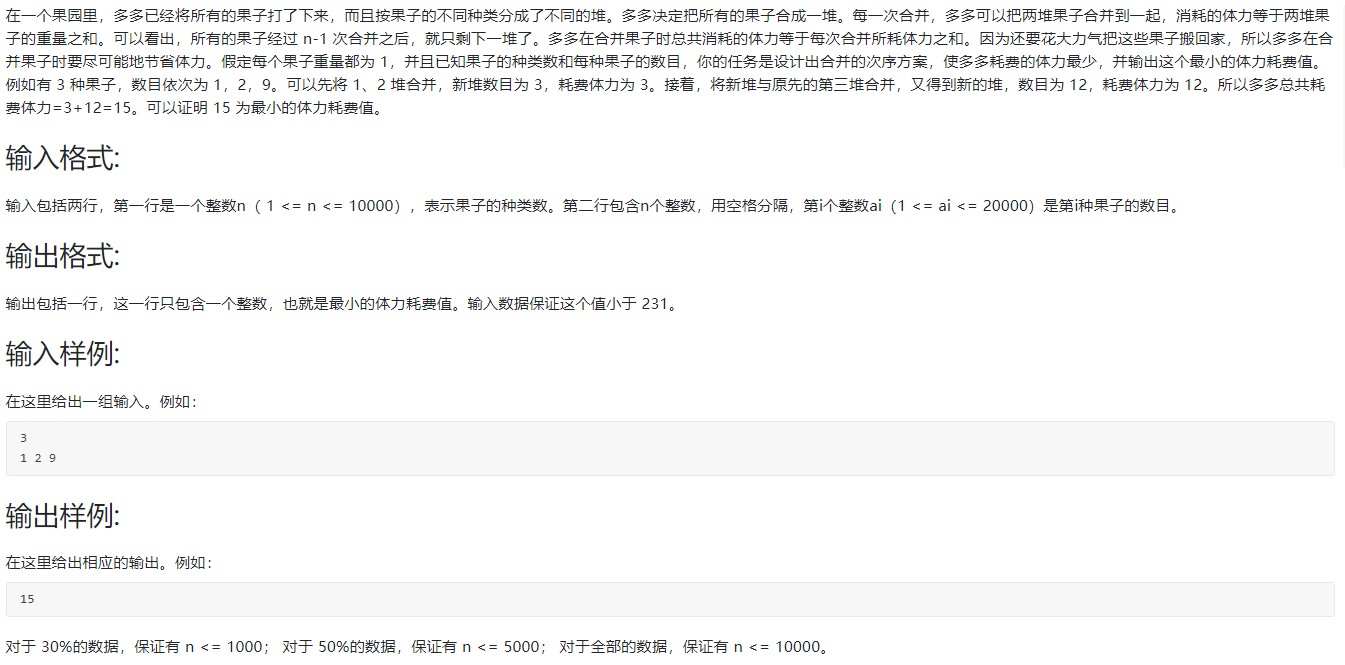 在一个果园里，多多已经将所有的果子打了下来，而且按果子的不同种类分成了不同的堆。多多决定把所有的果子合成一堆。每一次合并，多多可以把两堆果子合并到一起，消耗的体力等于两堆果
子的重量之和。可以看出，所有的果子经过 n-1 次合并之后，就只剩下一堆了。多多在合并果子时总共消耗的体力等于每次合并所耗体力之和。因为还要花大力气把这些果子搬回家，所以多多在合
并果子时要尽可能地节省体力。假定每个果子重量都为 1，并且已知果子的种类数和每种果子的数目，你的任务是设计出合并的次序方案，使多多耗费的体力最少，并输出这个最小的体力耗费值。
例如有 3 种果子，数目依次为 1，2，9。可以先将 1、2 堆合并，新堆数目为 3，耗费体力为 3。接着，将新堆与原先的第三堆合并，又得到新的堆，数目为 12，耗费体力为 12。所以多多总共耗
费体力=3+12=15。可以证明 15 为最小的体力耗费值。
输入格式:
输入包括两行，第一行是一个整数n（ 1 <= n <= 10000），表示果子的种类数。第二行包含n个整数，用空格分隔，第i个整数ai（1 <= ai <= 20000）是第i种果子的数目。
输出格式:
输出包括一行，这一行只包含一个整数，也就是最小的体力耗费值。输入数据保证这个值小于 231。
输入样例:
在这里给出一组输入。例如：
3
1 2 9
输出样例:
在这里给出相应的输出。例如：
15
对于 30%的数据，保证有 n <= 1000； 对于 50%的数据，保证有 n <= 5000； 对于全部的数据，保证有 n <= 10000。